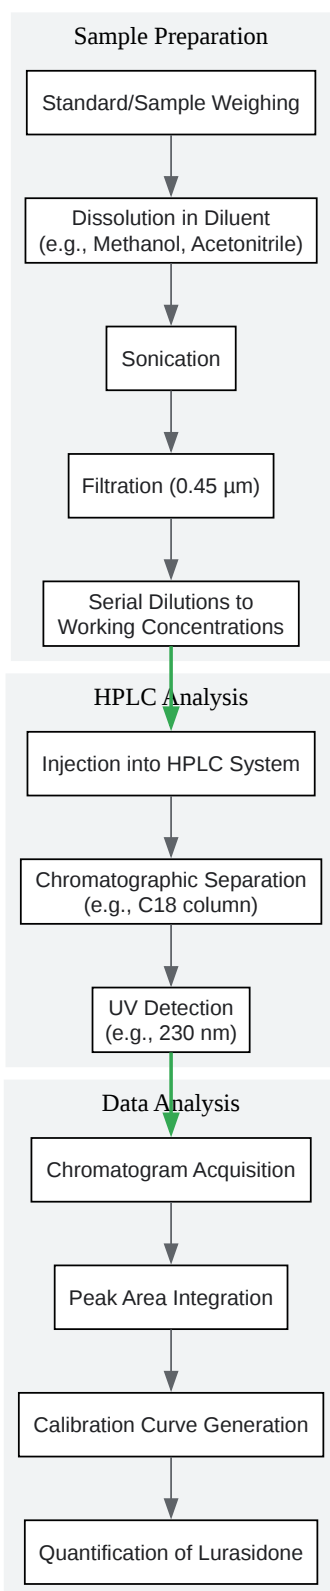 Sample Preparation
Standard/Sample Weighing
Dissolution in Diluent
(e.g., Methanol, Acetonitrile)
Sonication
Filtration (0.45 µm)
Serial Dilutions to
Working Concentrations
HPLC Analysis
Injection into HPLC System
Chromatographic Separation
(e.g., C18 column)
UV Detection
(e.g., 230 nm)
Data Analysis
Chromatogram Acquisition
Peak Area Integration
Calibration Curve Generation
Quantification of Lurasidone